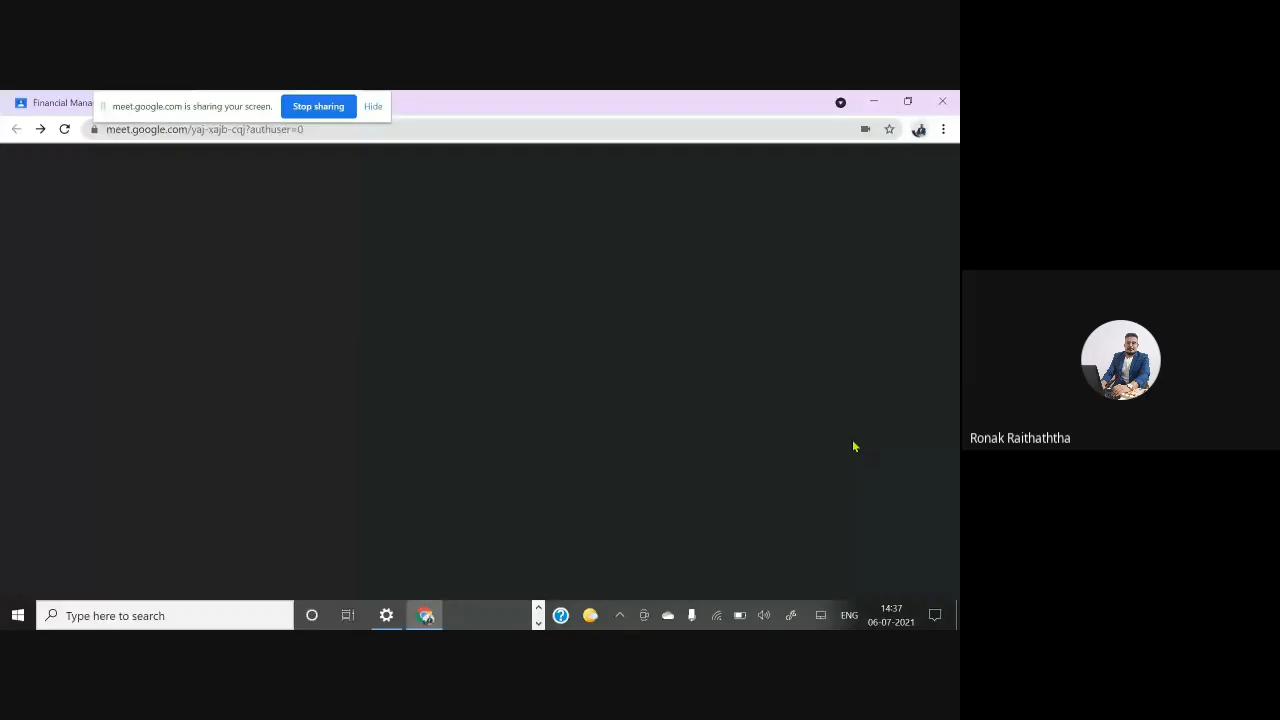 Financial Mana
meet.google.com is sharing your screen.
Stop sharing
Hide
meet.google.com/yaj-xajb-cqj?authuser=0
Ronak Raithaththa
Type here to search
ENG
14:37
06-07-2021